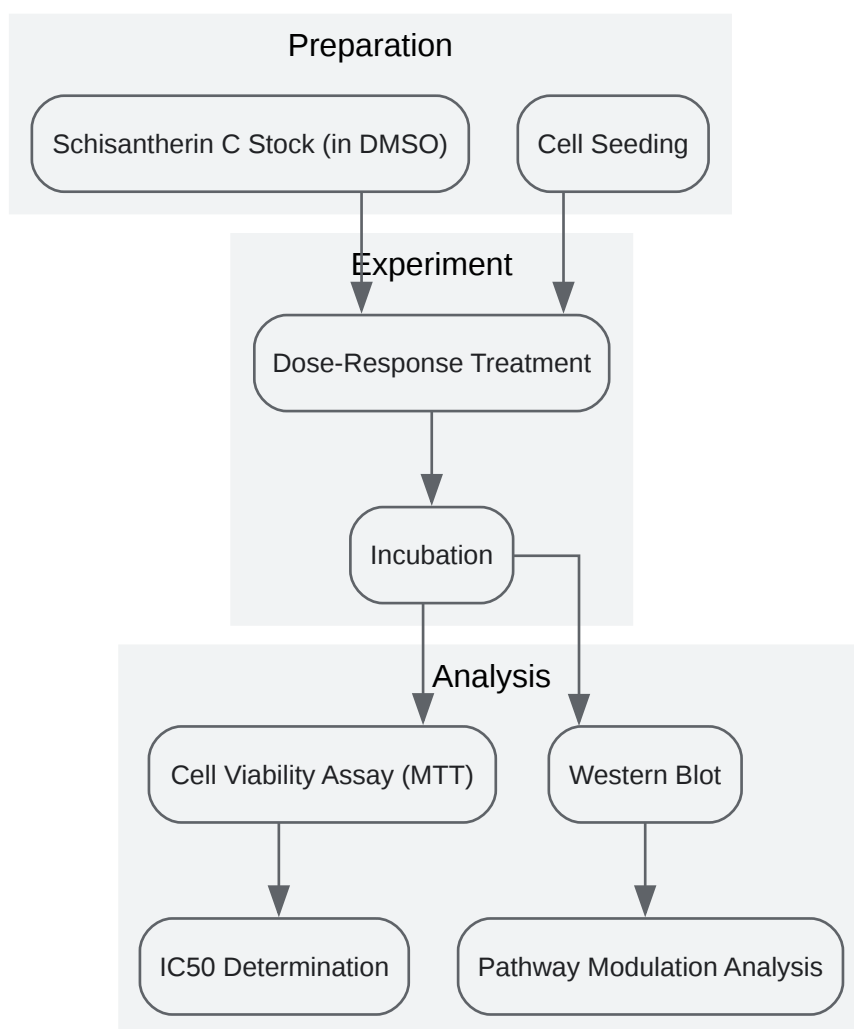 Preparation
Schisantherin C Stock (in DMSO)
Cell Seeding
Experiment
Dose-Response Treatment
Incubation
Analysis
Cell Viability Assay (MTT)
Western Blot
IC50 Determination
Pathway Modulation Analysis